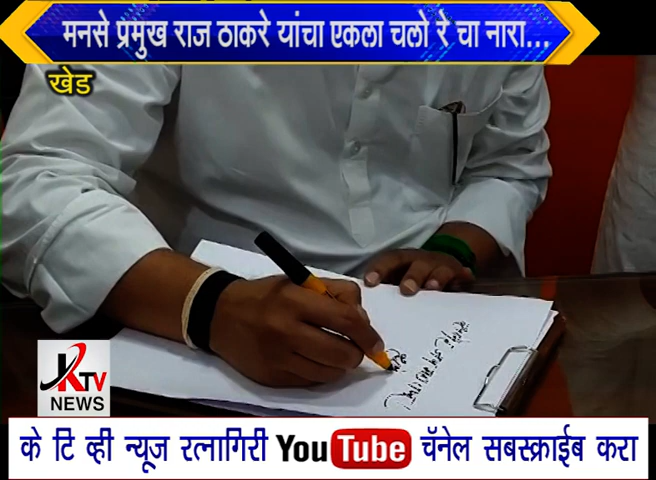 मनसे प्रमुख राज ठाकरे यांचा एकला चलो रे चा नारा...
खेड
KTV
NEWS
के टि व्ही न्यूज रत्नागिरी YouTube चॅनेल सबस्क्राईब करा